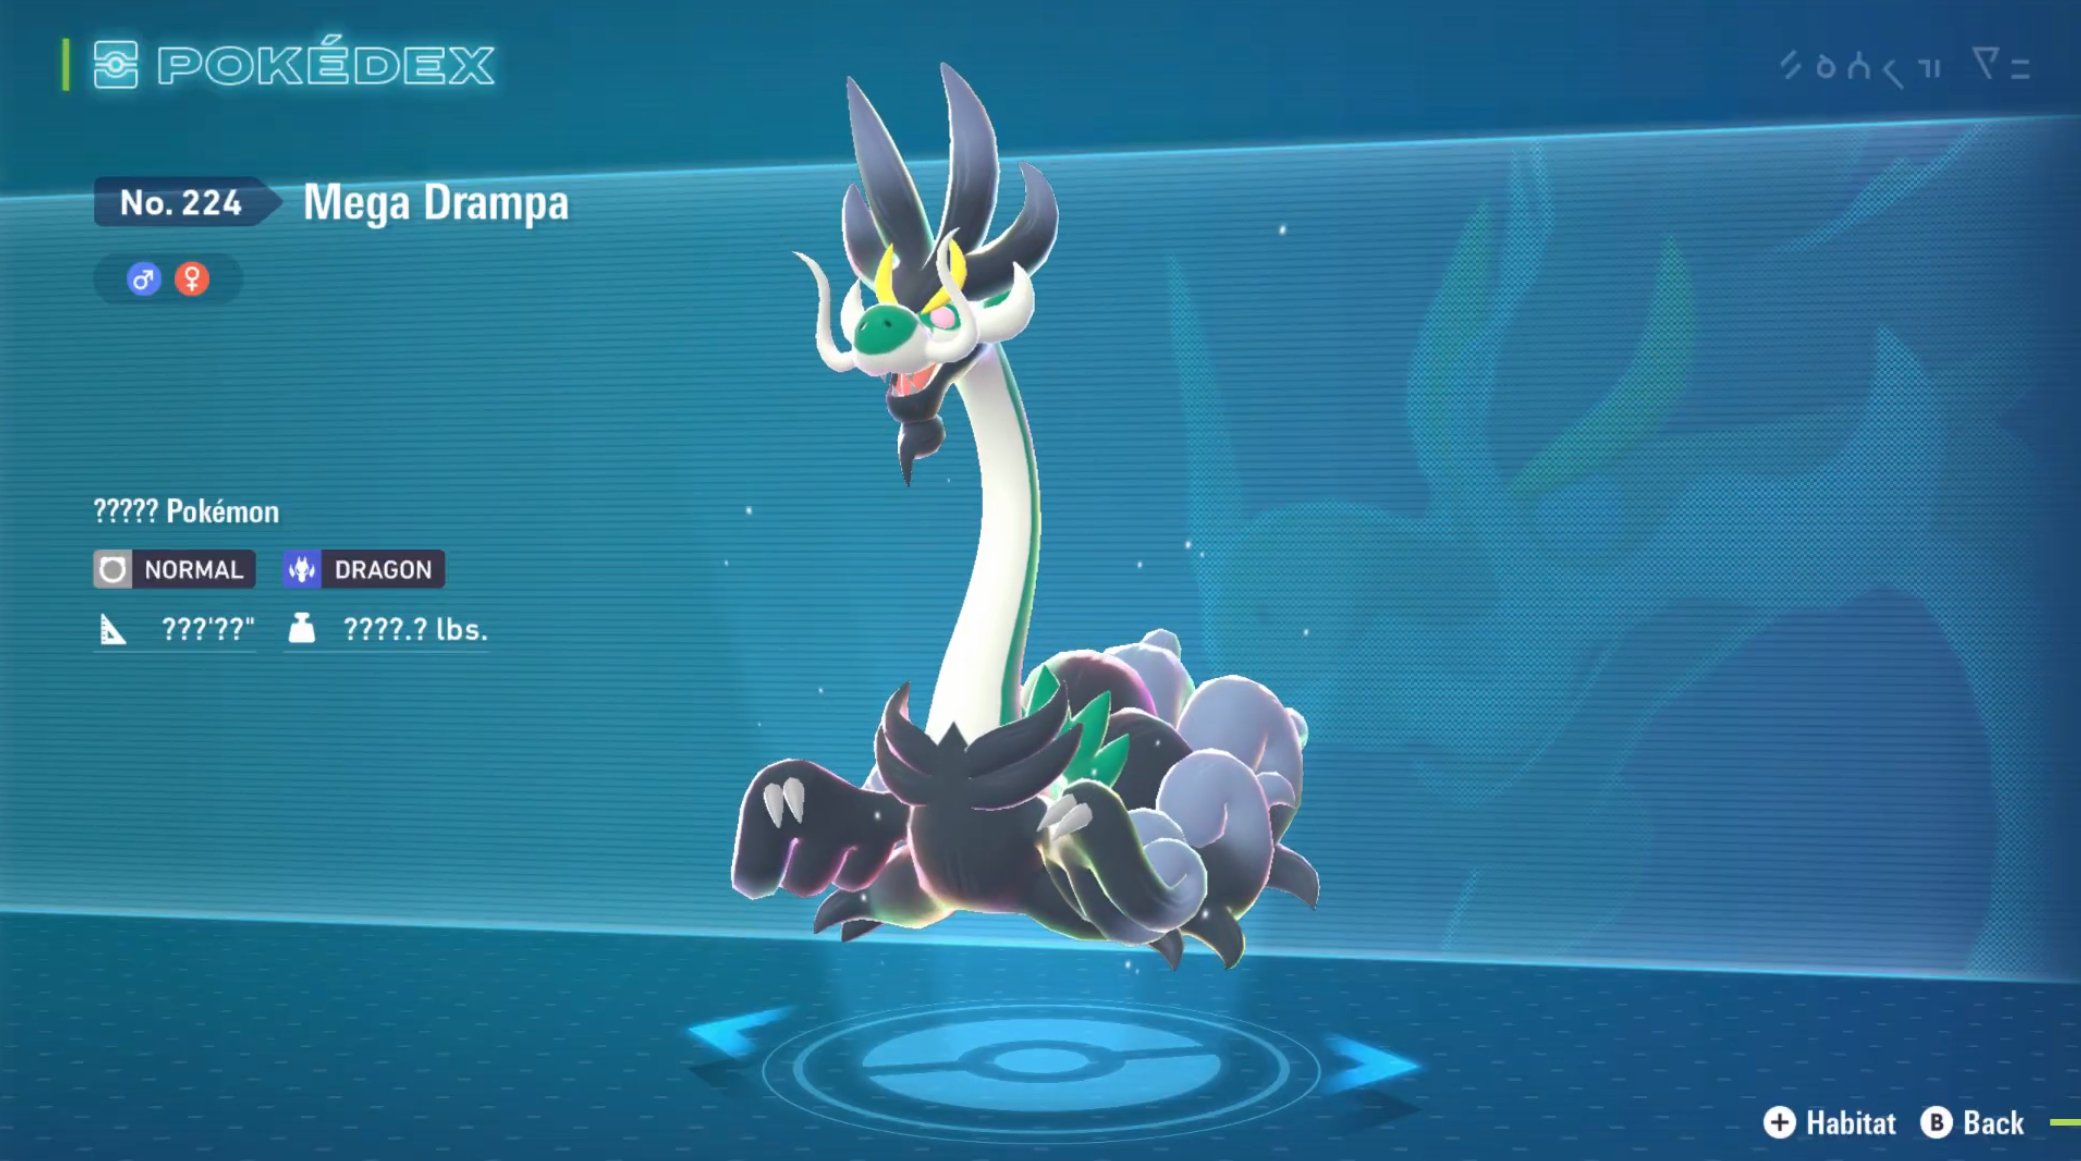 POKÉDEX
No. 224 Mega Drampa
????? Pokémon
NORMAL DRAGON
???'??" ????.? lbs.
+ Habitat B Back